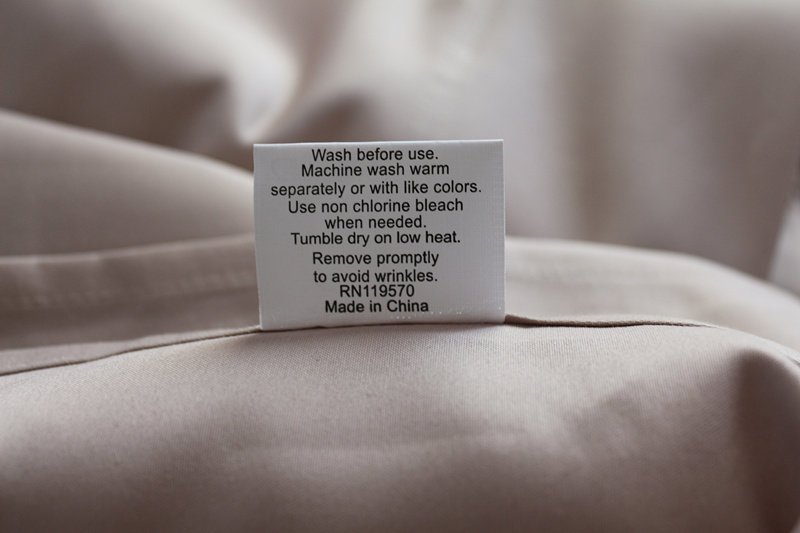 Wash before use.
Machine wash warm
separately or with like colors.
Use non chlorine bleach
when needed.
Tumble dry on low heat.
Remove promptly
to avoid wrinkles.
RN119570
Made in China